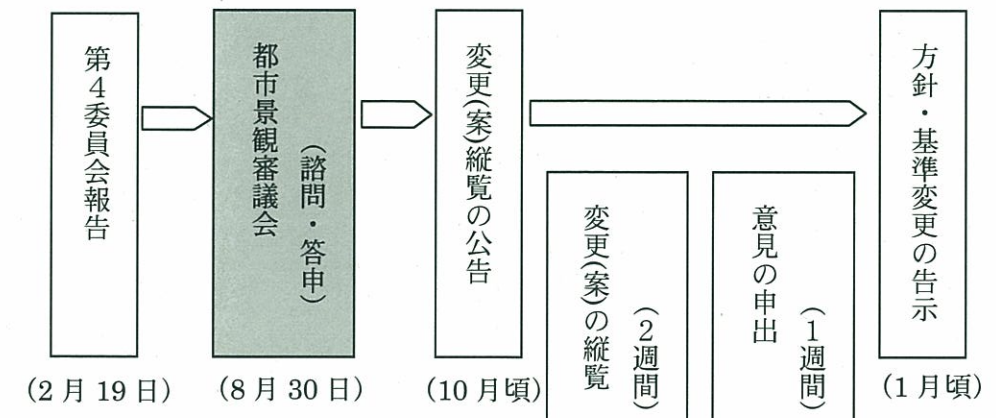 第4委員会報告
(2月19日)
都市景観審議会
(諮問・答申)
(8月30日)
変更(案)縦覧の公告
(10月頃)
変更(案)の縦覧
(2週間)
意見の申出
(1週間)
方針・基準変更の告示
(1月頃)